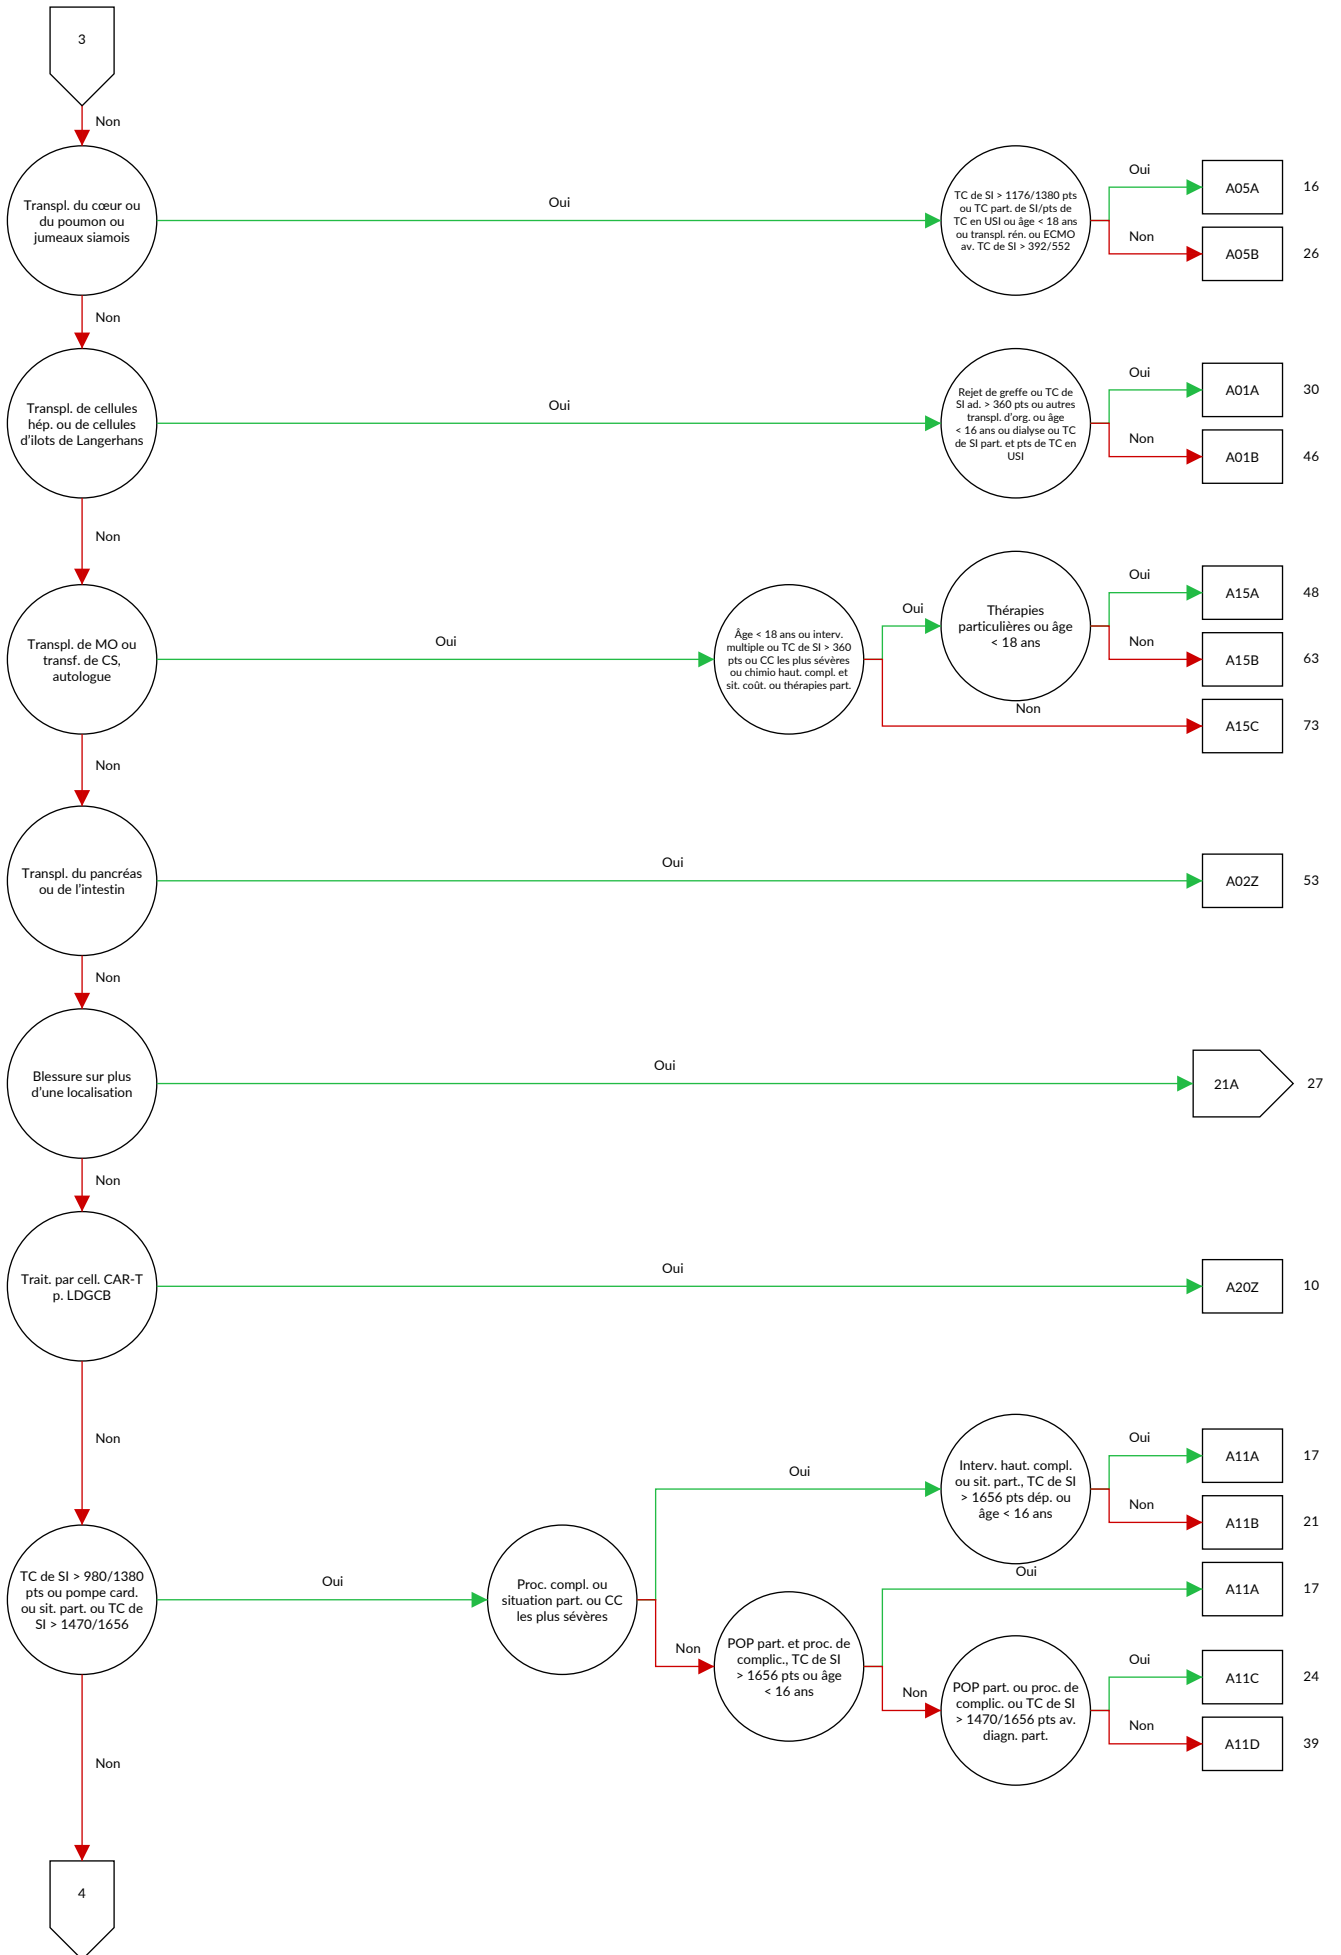 3
Non
Transpl. du cœur ou
du poumon ou
jumeaux siamois
Oui
TC de SI > 1176/1380 pts
ou TC part. de SI/pts de
TC en USI ou âge < 18 ans
ou transpl. rén. ou ECMO
av. TC de SI > 392/552
Oui
A05A
16
Non
A05B
26
Non
Transpl. de cellules
hép. ou de cellules
d'ilots de Langerhans
Oui
Rejet de greffe ou TC de
SI ad. > 360 pts ou autres
transpl. d'org. ou âge
< 16 ans ou dialyse ou TC
de SI part. et pts de TC en
USI
Oui
A01A
30
Non
A01B
46
Non
Transpl. de MO ou
transf. de CS,
autologue
Oui
Âge < 18 ans ou interv.
multiple ou TC de SI > 360
pts ou CC les plus sévères
ou chimio haut. compl. et
sit. coût. ou thérapies part.
Oui
Thérapies
particulières ou âge
< 18 ans
Oui
A15A
48
Non
A15B
63
Non
A15C
73
Non
Transpl. du pancréas
ou de l'intestin
Oui
A02Z
53
Non
Blessure sur plus
d'une localisation
Oui
21A
27
Non
Trait. par cell. CAR-T
p. LDGCB
Oui
A20Z
10
Non
TC de SI > 980/1380
pts ou pompe card.
ou sit. part. ou TC de
SI > 1470/1656
Oui
Proc. compl. ou
situation part. ou CC
les plus sévères
Oui
Interv. haut. compl.
ou sit. part., TC de SI
> 1656 pts dép. ou
âge < 16 ans
Oui
A11A
17
Non
A11B
21
Non
POP part. et proc. de
complic., TC de SI
> 1656 pts ou âge
< 16 ans
Oui
A11A
17
Non
POP part. ou proc. de
complic. ou TC de SI
> 1470/1656 pts av.
diagn. part.
Oui
A11C
24
Non
A11D
39
Non
4